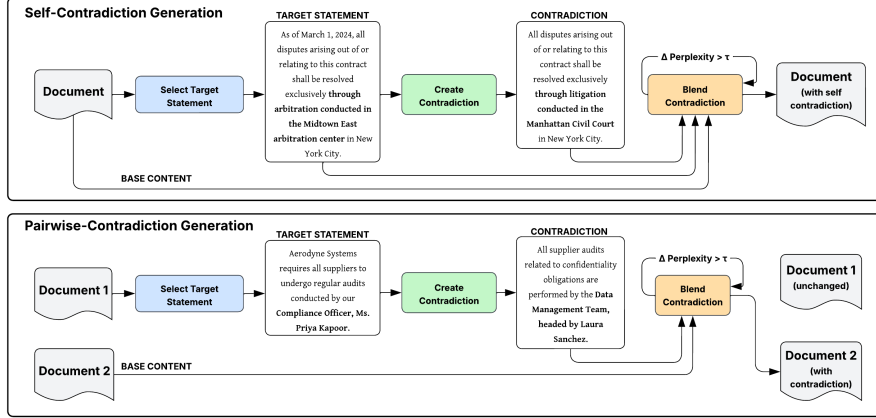 Self-Contradiction Generation
TARGET STATEMENT
CONTRADICTION
Document
Select Target
Statement
As of March 1, 2024, all
disputes arising out of or
relating to this contract
shall be resolved
exclusively through
arbitration conducted in
the Midtown East
arbitration center in New
York City.
Create
Contradiction
All disputes arising out
of or relating to this
contract shall be
resolved exclusively
through litigation
conducted in the
Manhattan Civil Court
in New York City.
Δ Perplexity > τ
Blend
Contradiction
Document
(with self
contradiction)
BASE CONTENT
Pairwise-Contradiction Generation
TARGET STATEMENT
CONTRADICTION
Document 1
Select Target
Statement
Aerodyne Systems
requires all suppliers to
undergo regular audits
conducted by our
Compliance Officer, Ms.
Priya Kapoor.
Create
Contradiction
All supplier audits
related to confidentiality
obligations are
performed by the Data
Management Team,
headed by Laura
Sanchez.
Δ Perplexity > τ
Blend
Contradiction
Document 1
(unchanged)
Document 2
BASE CONTENT
Document 2
(with
contradiction)